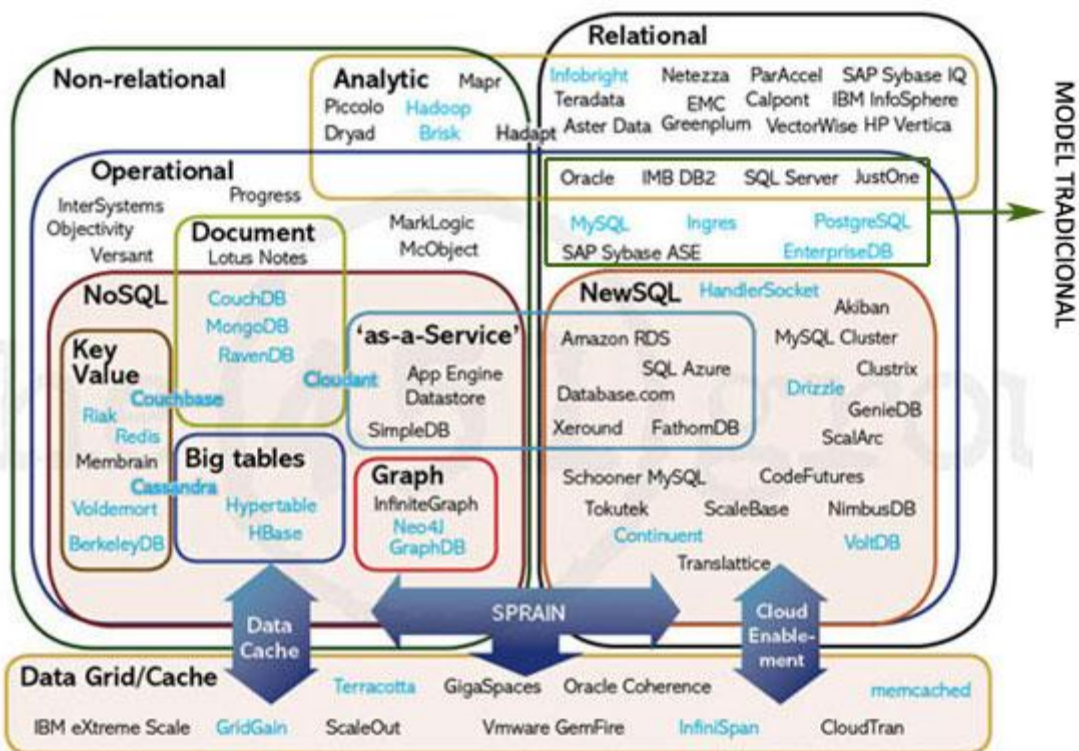 Relational
Non-relational
Analytic
Mapr
Piccolo
Hadoop
Dryad
Brisk
Hadapt
Infobright
Netezza
ParAccel
SAP Sybase IQ
Teradata
EMC
Calpont
IBM InfoSphere
Aster Data
Greenplum
VectorWise
HP Vertica
MODEL TRADICIONAL
Operational
InterSystems
Progress
Objectivity
Versant
Document
Lotus Notes
MarkLogic
McObject
Oracle
IMB DB2
SQL Server
JustOne
MySQL
Ingres
PostgreSQL
SAP Sybase ASE
EnterpriseDB
NoSQL
CouchDB
MongoDB
RavenDB
Key
Value
Couchbase
Riak
Redis
Membrain
Cassandra
Voldemort
BerkeleyDB
Big tables
Hypertable
HBase
Cloudant
'as-a-Service'
App Engine
Datastore
SimpleDB
Graph
InfiniteGraph
Neo4J
GraphDB
NewSQL
HandlerSocket
Akiban
Amazon RDS
MySQL Cluster
SQL Azure
Clustrix
Database.com
Drizzle
GenieDB
Xeround
FathomDB
ScalArc
Schooner MySQL
CodeFutures
Tokutek
ScaleBase
NimbusDB
Continuent
VoltDB
Translattice
Data
Cache
SPRAIN
Cloud
Enable-
ment
Data Grid/Cache
Terracotta
GigaSpaces
Oracle Coherence
memcached
IBM eXtreme Scale
GridGain
ScaleOut
Vmware GemFire
InfiniSpan
CloudTran